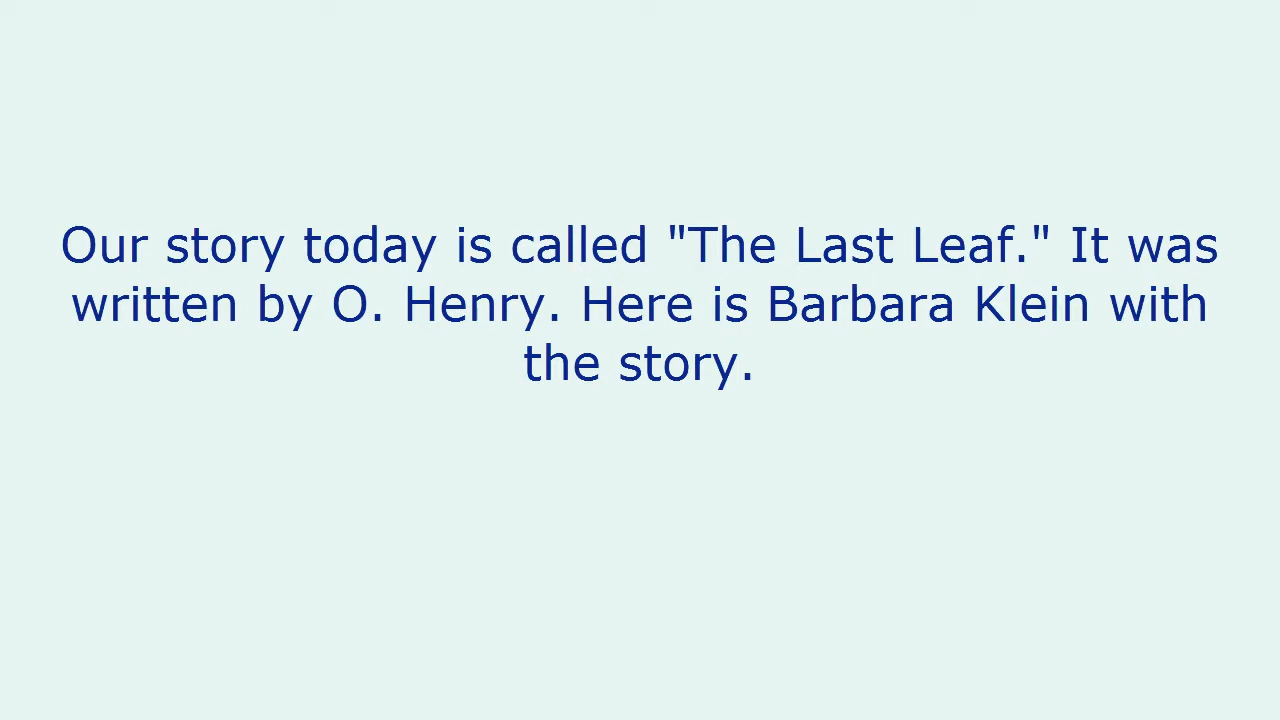 Our story today is called "The Last Leaf." It was
written by O. Henry. Here is Barbara Klein with
the story.